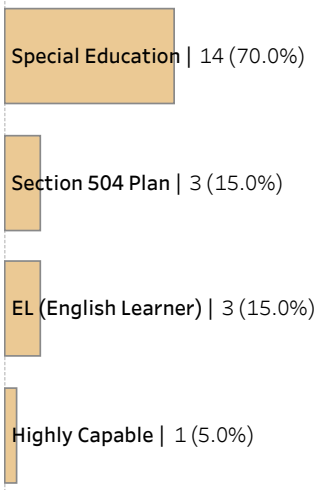 Special Education | 14 (70.0%)
Section 504 Plan | 3 (15.0%)
EL (English Learner) | 3 (15.0%)
Highly Capable | 1 (5.0%)